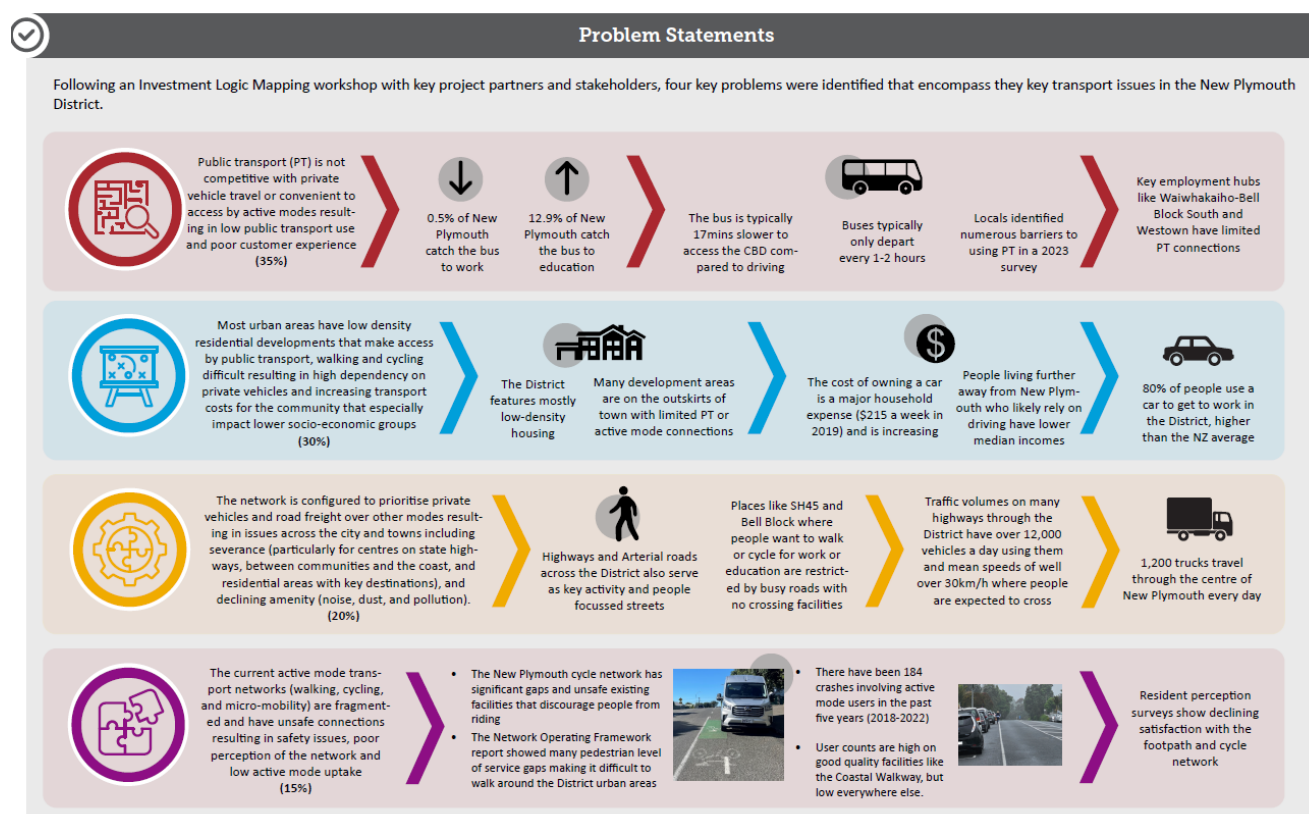 Problem Statements
Following an Investment Logic Mapping workshop with key project partners and stakeholders, four key problems were identified that encompass they key transport issues in the New Plymouth
District.
Public transport (PT) is not
competitive with private
vehicle travel or convenient to
access by active modes result-
ing in low public transport use
and poor customer experience
(35%)
0.5% of New
Plymouth
catch the bus
to work
12.9% of New
Plymouth catch
the bus to
education
The bus is typically
17mins slower to
access the CBD com-
pared to driving
Buses typically
only depart
every 1-2 hours
Locals identified
numerous barriers to
using PT in a 2023
survey
Key employment hubs
like Waiwhakaiho-Bell
Block South and
Westown have limited
PT connections
Most urban areas have low density
residential developments that make access
by public transport, walking and cycling
difficult resulting in high dependency on
private vehicles and increasing transport
costs for the community that especially
impact lower socio-economic groups
(30%)
The District
features mostly
low-density
housing
Many development areas
are on the outskirts of
town with limited PT or
active mode connections
$
The cost of owning a car
is a major household
expense ($215 a week in
2019) and is increasing
People living further
away from New Plym-
outh who likely rely on
driving have lower
median incomes
80% of people use a
car to get to work in
the District, higher
than the NZ average
The network is configured to prioritise private
vehicles and road freight over other modes result-
ing in issues across the city and towns including
severance (particularly for centres on state high-
ways, between communities and the coast, and
residential areas with key destinations), and
declining amenity (noise, dust, and pollution).
(20%)
Highways and Arterial roads
across the District also serve
as key activity and people
focussed streets
Places like SH45 and
Bell Block where
people want to walk
or cycle for work or
education are restrict-
ed by busy roads with
no crossing facilities
Traffic volumes on many
highways through the
District have over 12,000
vehicles a day using them
and mean speeds of well
over 30km/h where people
are expected to cross
1,200 trucks travel
through the centre of
New Plymouth every day
The current active mode trans-
port networks (walking, cycling,
and micro-mobility) are fragment-
ed and have unsafe connections
resulting in safety issues, poor
perception of the network and
low active mode uptake
(15%)
• The New Plymouth cycle network has
significant gaps and unsafe existing
facilities that discourage people from
riding
• The Network Operating Framework
report showed many pedestrian level
of service gaps making it difficult to
walk around the District urban areas
• There have been 184
crashes involving active
mode users in the past
five years (2018-2022)
• User counts are high on
good quality facilities like
the Coastal Walkway, but
low everywhere else.
Resident perception
surveys show declining
satisfaction with the
footpath and cycle
network